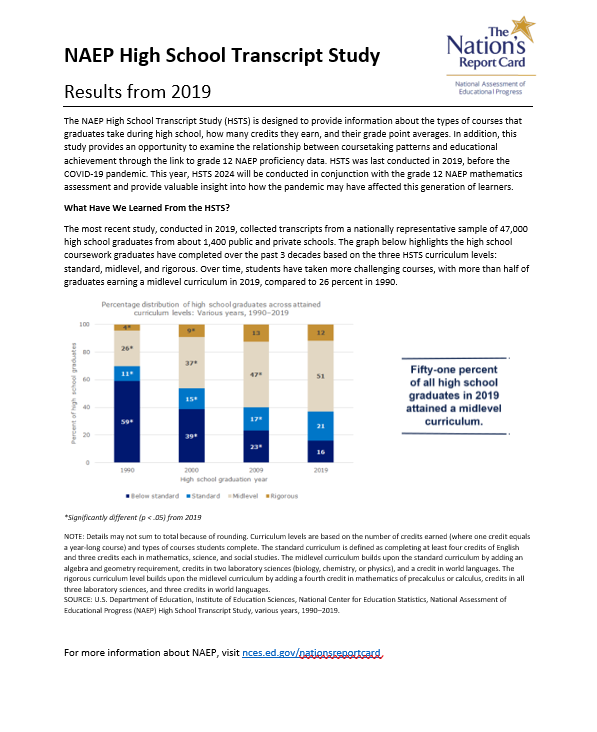 NAEP High School Transcript Study
The
Nation's
Report Card
National Assessment of
Educational Progress
Results from 2019
The NAEP High School Transcript Study (HSTS) is designed to provide information about the types of courses that
graduates take during high school, how many credits they earn, and their grade point averages. In addition, this
study provides an opportunity to examine the relationship between coursetaking patterns and educational
achievement through the link to grade 12 NAEP proficiency data. HSTS was last conducted in 2019, before the
COVID-19 pandemic. This year, HSTS 2024 will be conducted in conjunction with the grade 12 NAEP mathematics
assessment and provide valuable insight into how the pandemic may have affected this generation of learners.
What Have We Learned From the HSTS?
The most recent study, conducted in 2019, collected transcripts from a nationally representative sample of 47,000
high school graduates from about 1,400 public and private schools. The graph below highlights the high school
coursework graduates have completed over the past 3 decades based on the three HSTS curriculum levels:
standard, midlevel, and rigorous. Over time, students have taken more challenging courses, with more than half of
graduates earning a midlevel curriculum in 2019, compared to 26 percent in 1990.
Percentage distribution of high school graduates across attained
curriculum levels: Various years, 1990–2019
Percent of high school graduates
100
80
60
40
20
0
4*
26*
11*
59*
9*
37*
15*
39*
13
47*
17*
23*
12
51
21
16
1990 2000 2009 2019
High school graduation year
Below standard Standard Midlevel Rigorous
Fifty-one percent
of all high school
graduates in 2019
attained a midlevel
curriculum.
*Significantly different (p < .05) from 2019
NOTE: Details may not sum to total because of rounding. Curriculum levels are based on the number of credits earned (where one credit equals
a year-long course) and types of courses students complete. The standard curriculum is defined as completing at least four credits of English
and three credits each in mathematics, science, and social studies. The midlevel curriculum builds upon the standard curriculum by adding an
algebra and geometry requirement, credits in two laboratory sciences (biology, chemistry, or physics), and a credit in world languages. The
rigorous curriculum level builds upon the midlevel curriculum by adding a fourth credit in mathematics of precalculus or calculus, credits in all
three laboratory sciences, and three credits in world languages.
SOURCE: U.S. Department of Education, Institute of Education Sciences, National Center for Education Statistics, National Assessment of
Educational Progress (NAEP) High School Transcript Study, various years, 1990–2019.
For more information about NAEP, visit nces.ed.gov/nationsreportcard.